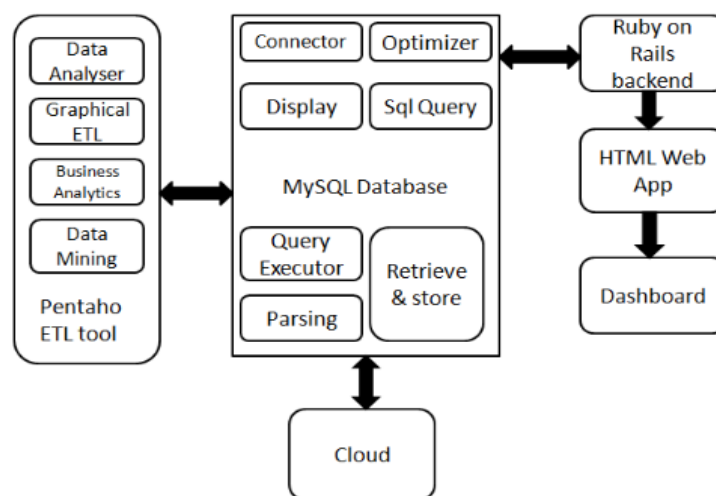 Data
Analyser
Graphical
ETL
Business
Analytics
Data
Mining
Pentaho
ETL tool
Connector
Optimizer
Display
Sql Query
MySQL Database
Query
Executor
Retrieve
& store
Parsing
Cloud
Ruby on
Rails
backend
HTML Web
App
Dashboard